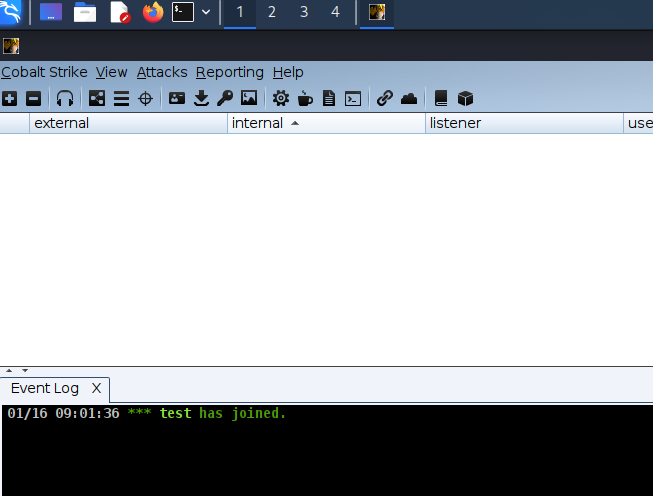 1 2 3 4
Cobalt Strike View Attacks Reporting Help
external internal listener use
Event Log X
01/16 09:01:36 *** test has joined.